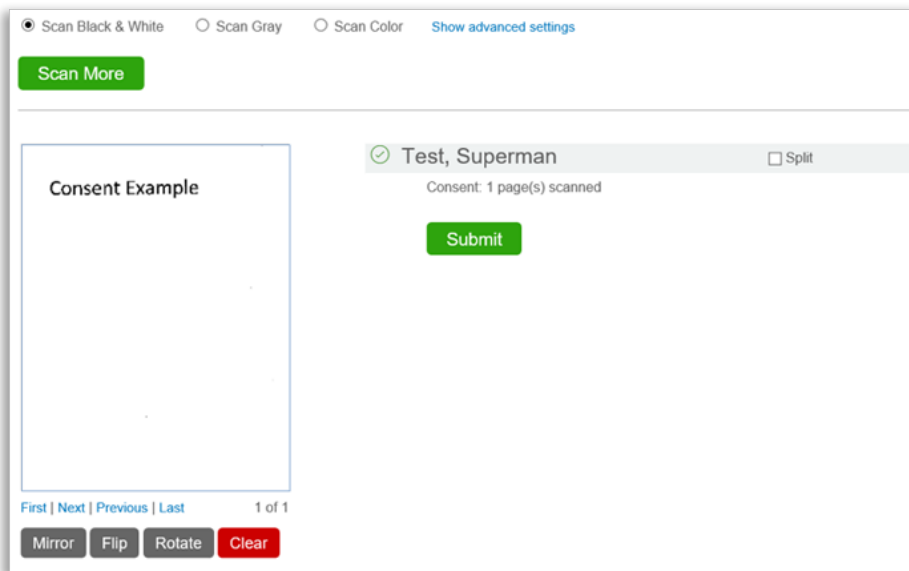 Scan Black & White Scan Gray Scan Color Show advanced settings
Scan More
Consent Example
First | Next | Previous | Last 1 of 1
Mirror Flip Rotate Clear
Test, Superman Split
Consent: 1 page(s) scanned
Submit